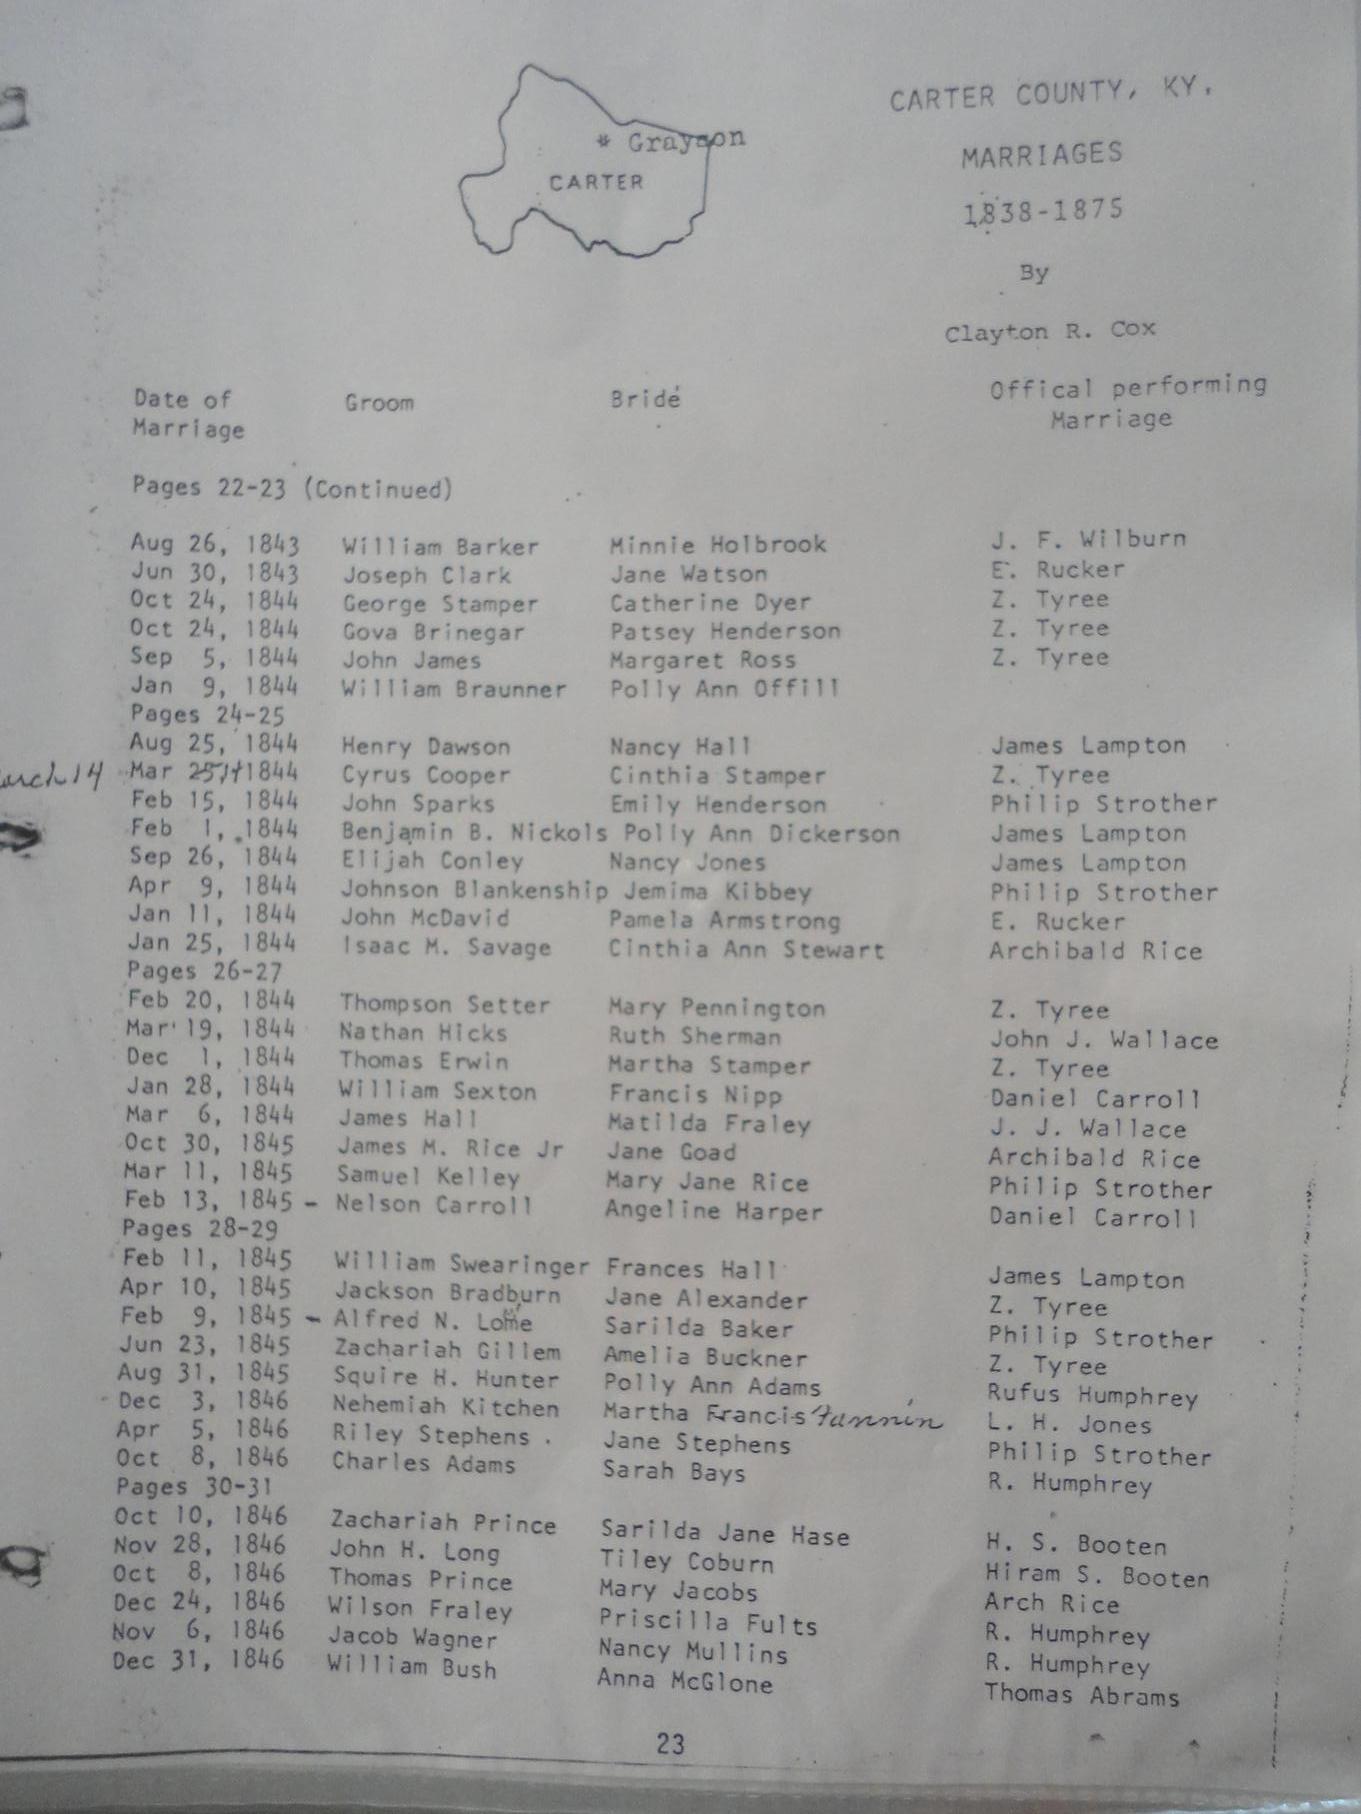 CARTER COUNTY, KY.
* Grayson
MARRIAGES
CARTER
1838-1875
By
Clayton R. Cox
Date of Marriage Groom Bride Offical performing Marriage
Pages 22-23 (Continued)
Aug 26, 1843 William Barker Minnie Holbrook J. F. Wilburn
Jun 30, 1843 Joseph Clark Jane Watson E. Rucker
Oct 24, 1844 George Stamper Catherine Dyer Z. Tyree
Oct 24, 1844 Gova Brinegar Patsey Henderson Z. Tyree
Sep 5, 1844 John James Margaret Ross Z. Tyree
Jan 9, 1844 William Braunner Polly Ann Offill
Pages 24-25
Aug 25, 1844 Henry Dawson Nancy Hall James Lampton
arch 14 Mar 25 14 1844 Cyrus Cooper Cinthia Stamper Z. Tyree
Feb 15, 1844 John Sparks Emily Henderson Philip Strother
Feb 1, 1844 Benjamin B. Nickols Polly Ann Dickerson James Lampton
Sep 26, 1844 Elijah Conley Nancy Jones James Lampton
Apr 9, 1844 Johnson Blankenship Jemima Kibbey Philip Strother
Jan 11, 1844 John McDavid Pamela Armstrong E. Rucker
Jan 25, 1844 Isaac M. Savage Cinthia Ann Stewart Archibald Rice
Pages 26-27
Feb 20, 1844 Thompson Setter Mary Pennington Z. Tyree
Mar 19, 1844 Nathan Hicks Ruth Sherman John J. Wallace
Dec 1, 1844 Thomas Erwin Martha Stamper Z. Tyree
Jan 28, 1844 William Sexton Francis Nipp Daniel Carroll
Mar 6, 1844 James Hall Matilda Fraley J. J. Wallace
Oct 30, 1845 James M. Rice Jr Jane Goad Archibald Rice
Mar 11, 1845 Samuel Kelley Mary Jane Rice Philip Strother
Feb 13, 1845 - Nelson Carroll Angeline Harper Daniel Carroll
Pages 28-29
Feb 11, 1845 William Swearinger Frances Hall James Lampton
Apr 10, 1845 Jackson Bradburn Jane Alexander Z. Tyree
Feb 9, 1845 - Alfred N. Sarilda Baker Philip Strother
Jun 23, 1845 Zachariah Gillem Amelia Buckner Z. Tyree
Aug 31, 1845 Squire H. Hunter Polly Ann Adams Rufus Humphrey
Dec 3, 1846 Nehemiah Kitchen Martha Francis Fannin L. H. Jones
Apr 5, 1846 Riley Stephens Jane Stephens Philip Strother
Oct 8, 1846 Charles Adams Sarah Bays R. Humphrey
Pages 30-31
Oct 10, 1846 Zachariah Prince Sarilda Jane Hase H. S. Booten
Nov 28, 1846 John H. Long Tiley Coburn Hiram S. Booten
Oct 8, 1846 Thomas Prince Mary Jacobs Arch Rice
Dec 24, 1846 Wilson Fraley Priscilla Fults R. Humphrey
Nov 6, 1846 Jacob Wagner Nancy Mullins R. Humphrey
Dec 31, 1846 William Bush Anna McGlone Thomas Abrams
23